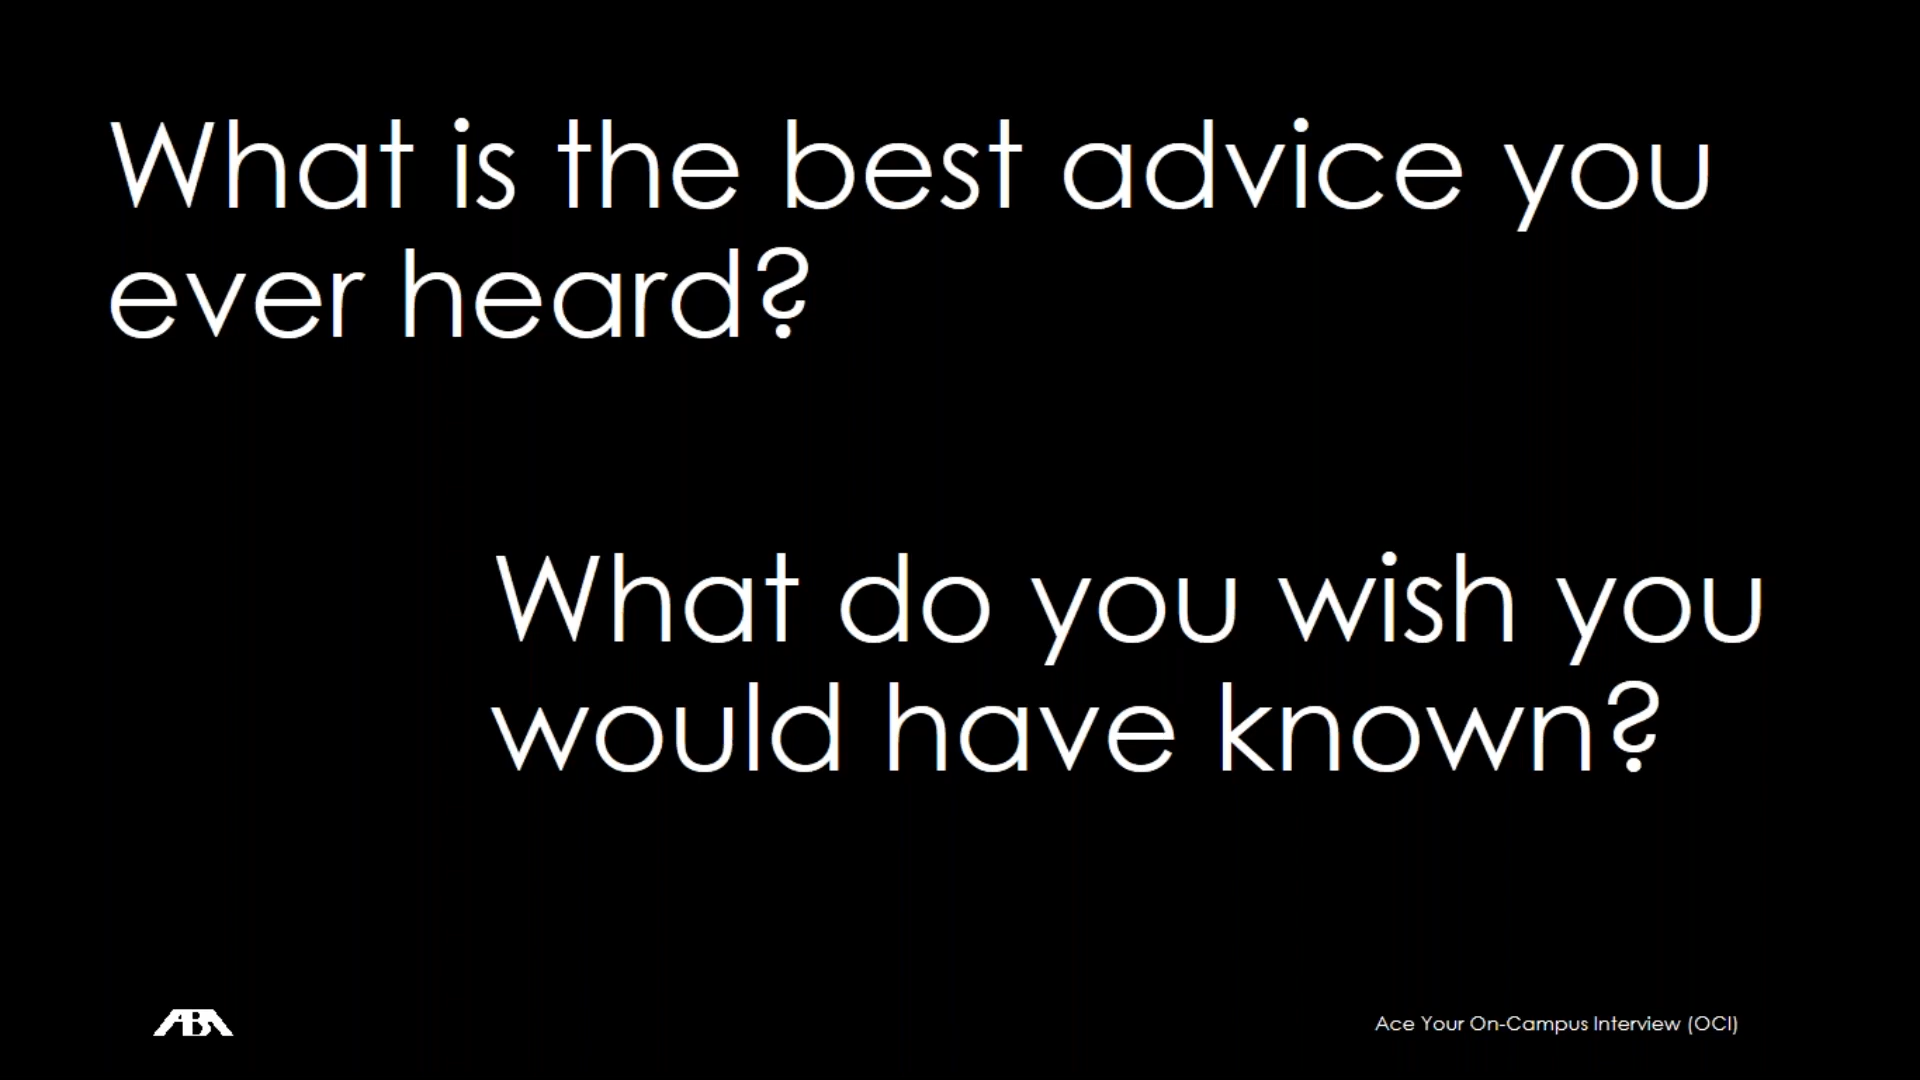 What is the best advice you
ever heard?
What do you wish you
would have known?
ABA
Ace Your On-Campus Interview (OCI)